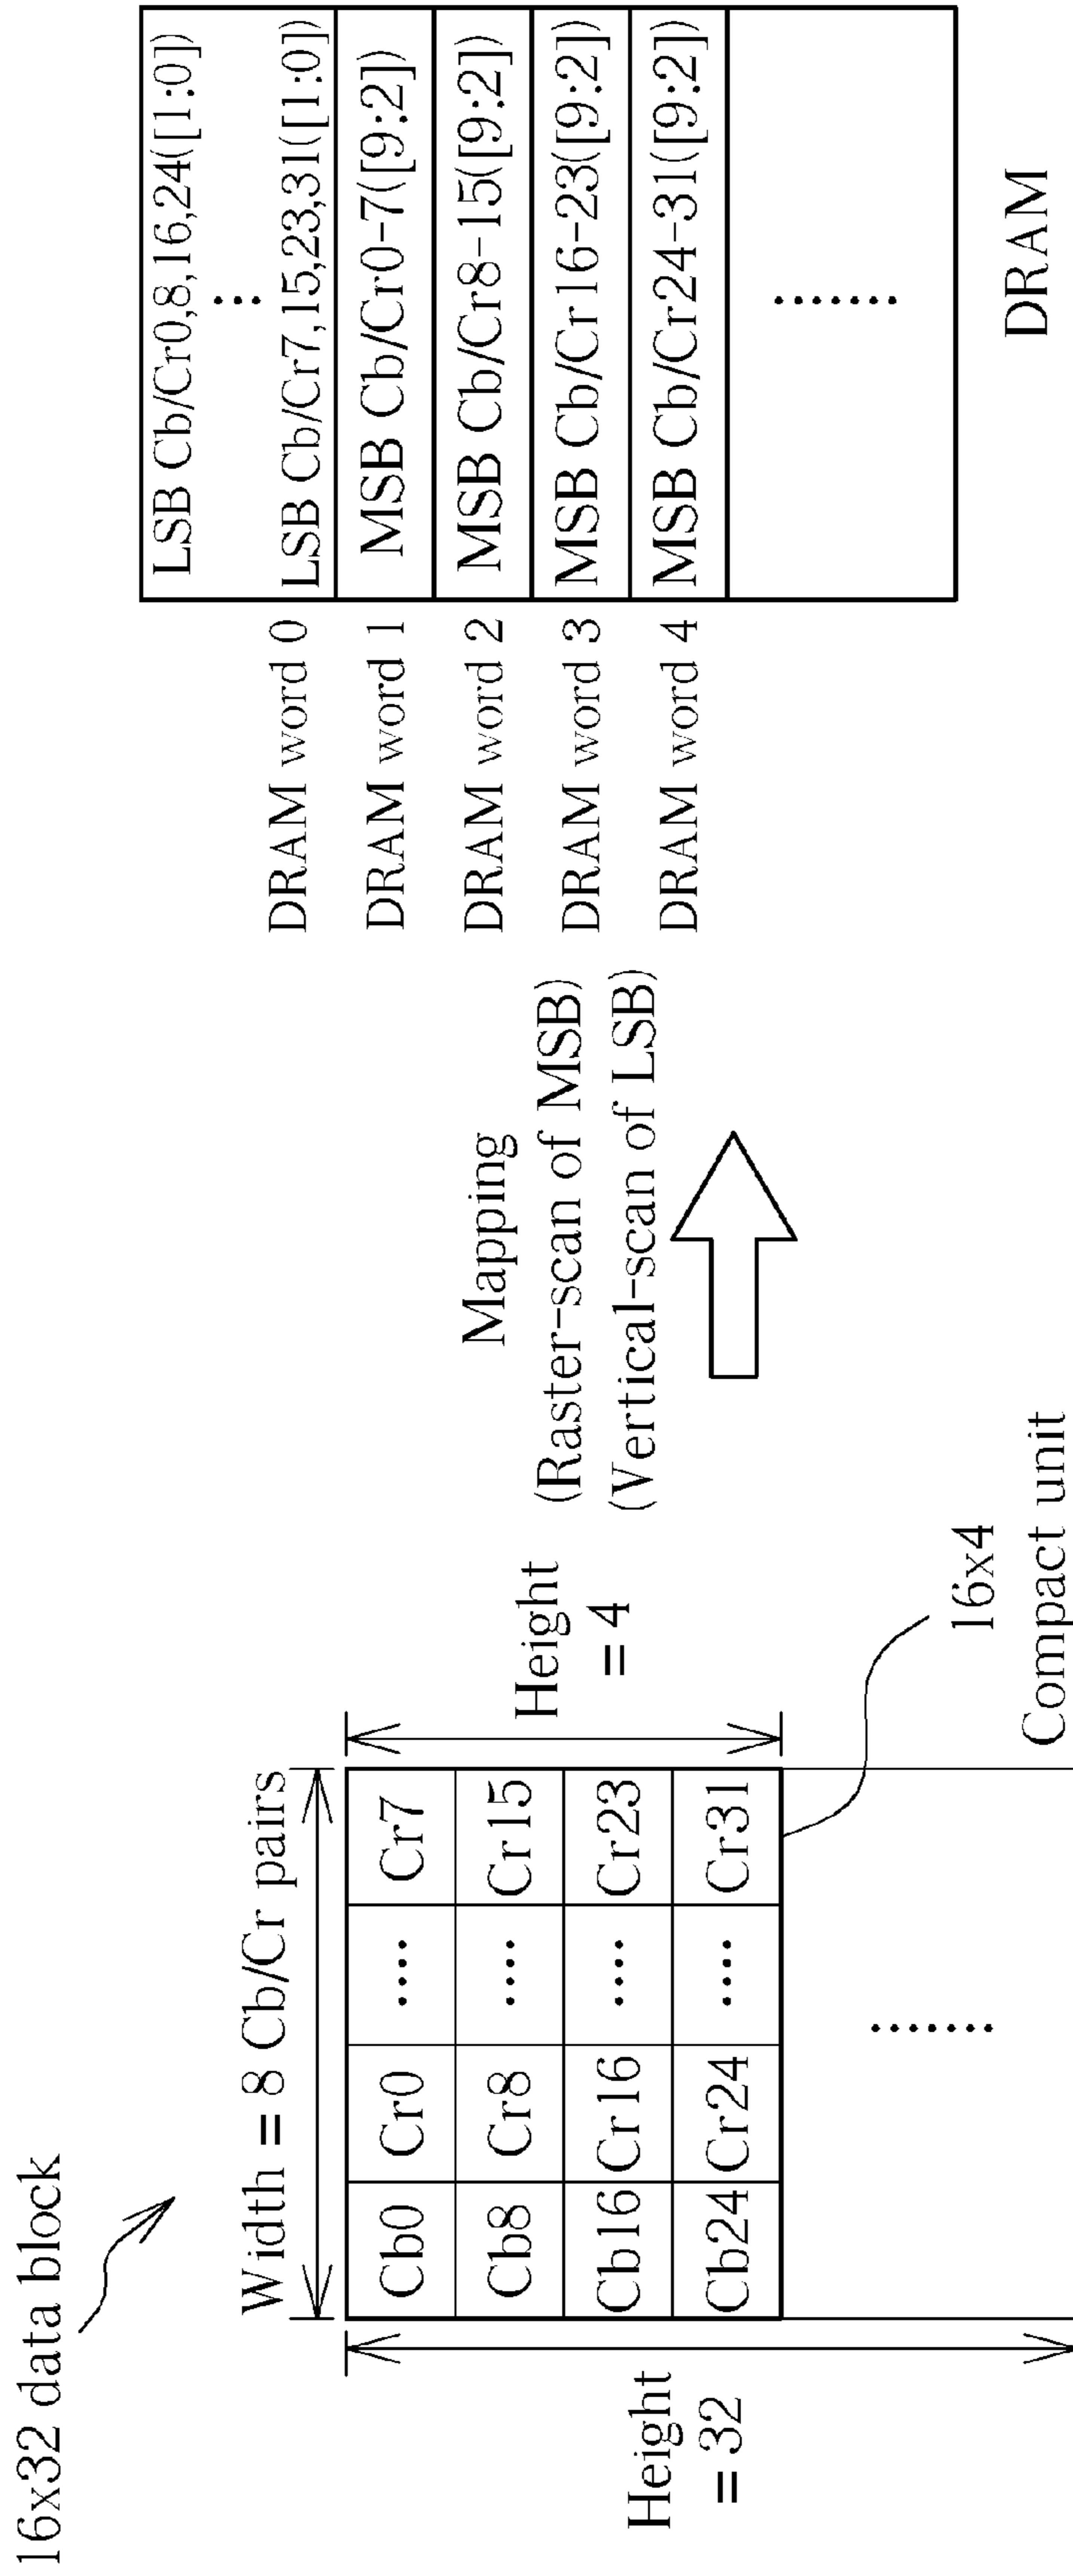 16x32 data block
Width = 8 Cb/Cr pairs
Height
= 32
Cb0 Cr0 .... Cr7
Cb8 Cr8 .... Cr15
Cb16 Cr16 .... Cr23
Cb24 Cr24 .... Cr31
.......
Height
= 4
16x4
Compact unit
Mapping
(Raster-scan of MSB)
(Vertical-scan of LSB)
DRAM word 0
DRAM word 1
DRAM word 2
DRAM word 3
DRAM word 4
LSB Cb/Cr0,8,16,24([1:0])
...
LSB Cb/Cr7,15,23,31([1:0])
MSB Cb/Cr0-7([9:2])
MSB Cb/Cr8-15([9:2])
MSB Cb/Cr16-23([9:2])
MSB Cb/Cr24-31([9:2])
.......
DRAM